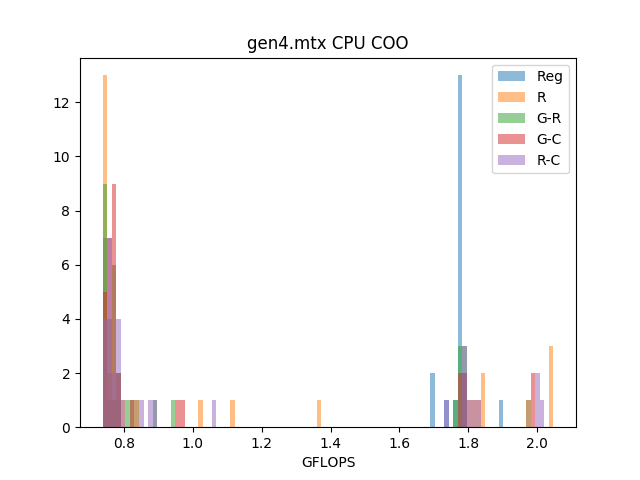 gen4.mtx CPU COO
Reg
R
G-R
G-C
R-C
12
10
8
6
4
2
0
0.8 1.0 1.2 1.4 1.6 1.8 2.0
GFLOPS